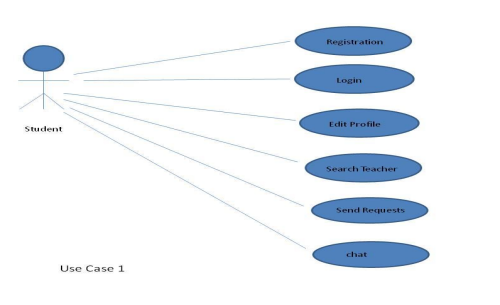 Registration
Login
Edit Profile
Student
Search Teacher
Send Requests
chat
Use Case 1